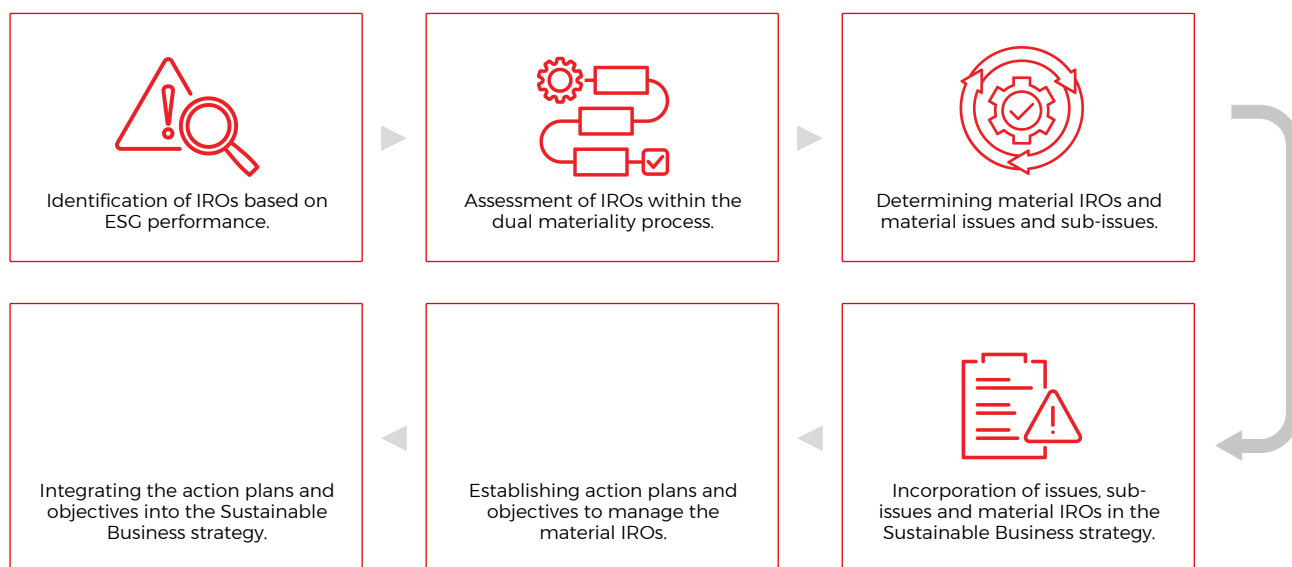 Identification of IROs based on
ESG performance.
Assessment of IROs within the
dual materiality process.
Determining material IROs and
material issues and sub-issues.
Incorporation of issues, sub-
issues and material IROs in the
Sustainable Business strategy.
Establishing action plans and
objectives to manage the
material IROs.
Integrating the action plans and
objectives into the Sustainable
Business strategy.